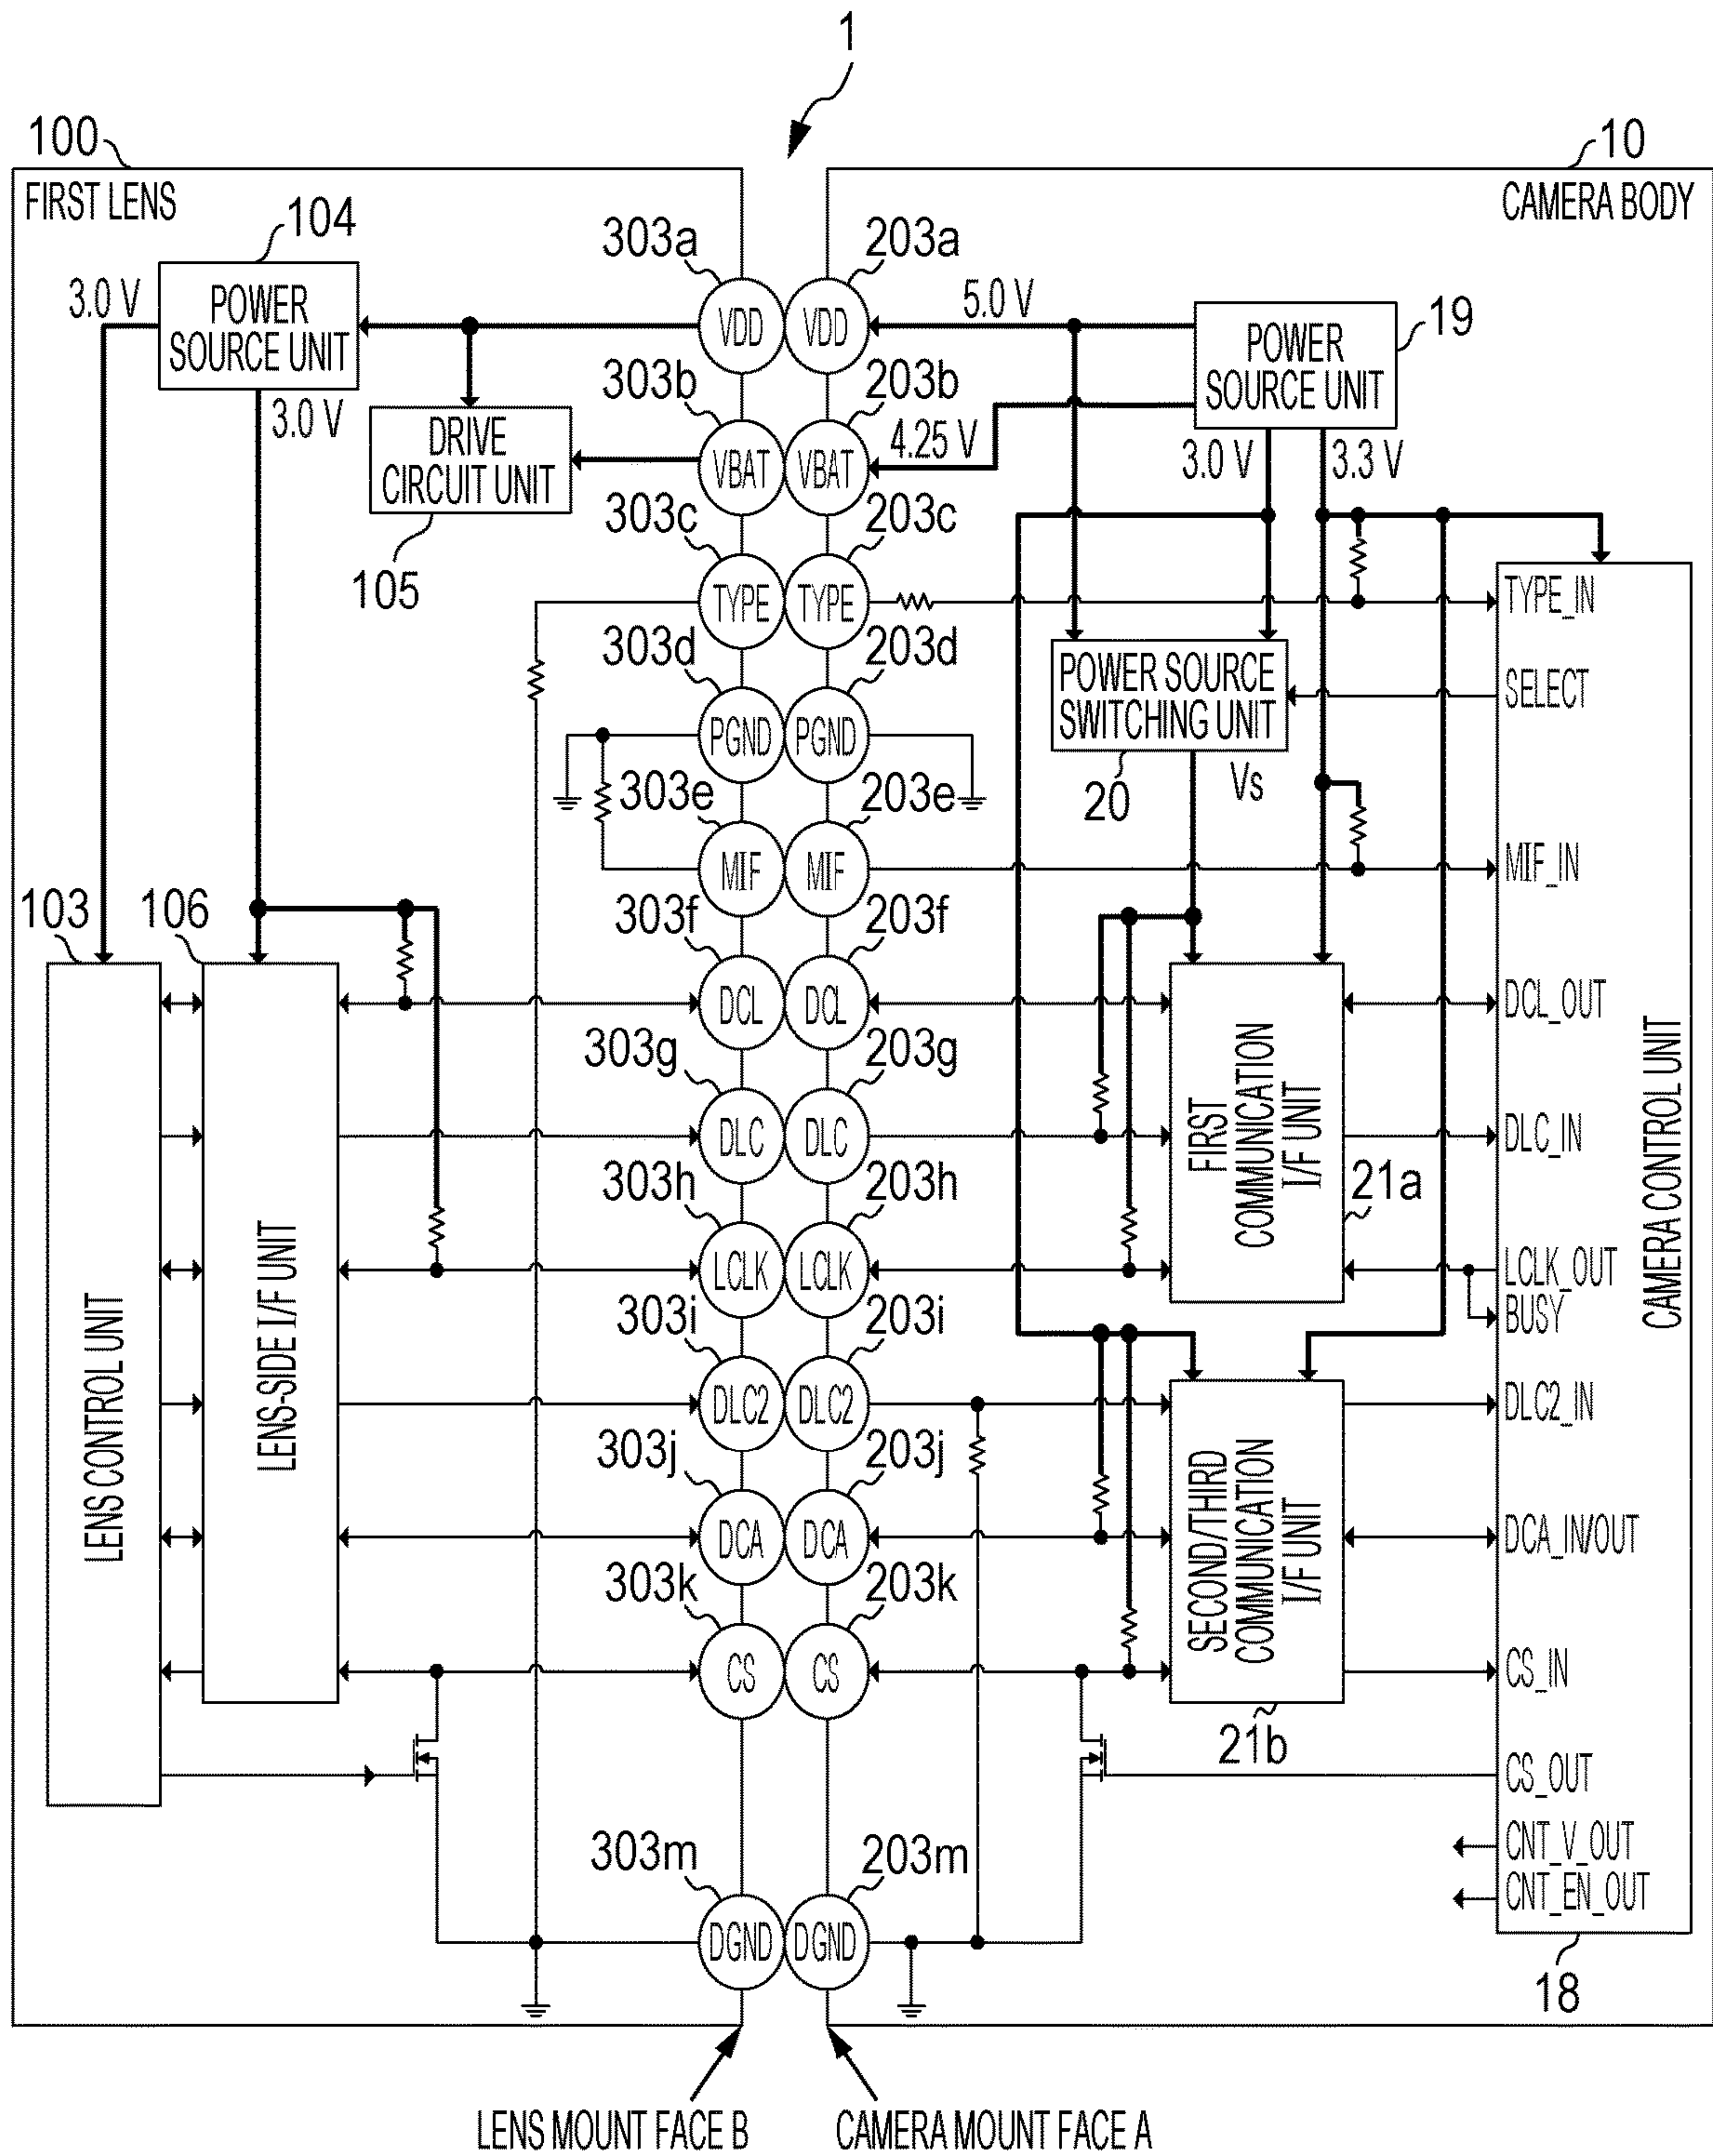 1
100
10
FIRST LENS
CAMERA BODY
104
303a
203a
3.0 V
POWER
SOURCE UNIT
VDD
VDD
5.0 V
POWER
SOURCE UNIT
19
3.0 V
303b
203b
DRIVE
CIRCUIT UNIT
VBAT
VBAT
4.25 V
3.0 V
3.3 V
105
303c
203c
TYPE
TYPE
TYPE_IN
303d
203d
POWER SOURCE
SWITCHING UNIT
SELECT
PGND
PGND
20
Vs
303e
203e
MIF
MIF
MIF_IN
103
106
303f
203f
DCL
DCL
DCL_OUT
303g
203g
DLC
DLC
DLC_IN
FIRST
COMMUNICATION
I/F UNIT
21a
CAMERA CONTROL UNIT
303h
203h
LCLK
LCLK
LCLK_OUT
BUSY
LENS CONTROL UNIT
LENS-SIDE I/F UNIT
303i
203i
DLC2
DLC2
DLC2_IN
303j
203j
DCA
DCA
DCA_IN/OUT
SECOND/THIRD
COMMUNICATION
I/F UNIT
303k
203k
CS
CS
CS_IN
21b
CS_OUT
CNT_V_OUT
CNT_EN_OUT
303m
203m
DGND
DGND
18
LENS MOUNT FACE B
CAMERA MOUNT FACE A